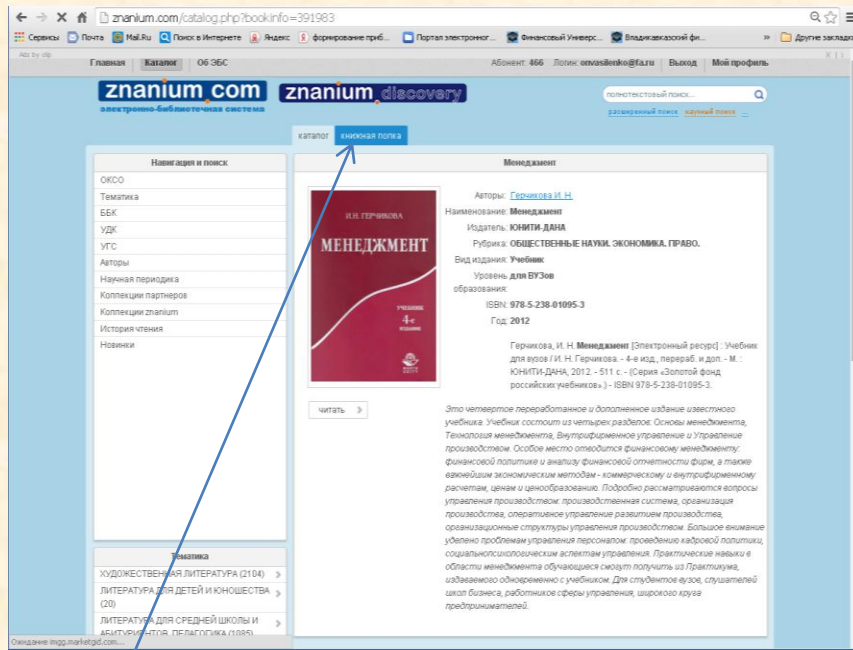 znanium.com/catalog.php?bookinfo=391983
Сервисы Почта Mail.Ru Поиск в Интернете Яндекс формирование приб... Портал электронног... Финансовый Универс... Владикавказский фи... » Другие закладки
Ads by clip
Главная Каталог Об ЭБС Абонент: 466 Логин: onvasilenko@fa.ru Выход Мой профиль
znanium.com znanium.discovery полнотекстовый поиск...
электронно-библиотечная система расширенный поиск научный поиск ...
каталог книжная полка
Навигация и поиск
ОКСО
Тематика
ББК
УДК
УГС
Авторы
Научная периодика
Коллекции партнеров
Коллекции znanium
История чтения
Новинки
Тематика
ХУДОЖЕСТВЕННАЯ ЛИТЕРАТУРА (2104)
ЛИТЕРАТУРА ДЛЯ ДЕТЕЙ И ЮНОШЕСТВА
(20)
ЛИТЕРАТУРА ДЛЯ СРЕДНЕЙ ШКОЛЫ И
АБИТУРИЕНТОВ. ПЕДАГОГИКА (1085)
Ожидание imgg.marketgid.com...
Менеджмент
И.Н. ГЕРЧИКОВА
МЕНЕДЖМЕНТ
УЧЕБНИК
4-е
ИЗДАНИЕ
читать
Авторы: Герчикова И. Н.
Наименование: Менеджмент
Издатель: ЮНИТИ-ДАНА
Рубрика: ОБЩЕСТВЕННЫЕ НАУКИ. ЭКОНОМИКА. ПРАВО.
Вид издания: Учебник
Уровень для ВУЗов
образования:
ISBN: 978-5-238-01095-3
Год: 2012
Герчикова, И. Н. Менеджмент [Электронный ресурс] : Учебник
для вузов / И. Н. Герчикова. - 4-е изд., перераб. и доп. - М. :
ЮНИТИ-ДАНА, 2012. - 511 с. - (Серия «Золотой фонд
российских учебников».) - ISBN 978-5-238-01095-3.
Это четвертое переработанное и дополненное издание известного
учебника. Учебник состоит из четырех разделов: Основы менеджмента,
Технология менеджмента, Внутрифирменное управление и Управление
производством. Особое место отводится финансовому менеджменту:
финансовой политике и анализу финансовой отчетности фирм, а также
важнейшим экономическим методам - коммерческому и внутрифирменному
расчетам, ценам и ценообразованию. Подробно рассматриваются вопросы
управления производством: производственная система, организация
производства, оперативное управление развитием производства,
организационные структуры управления производством. Большое внимание
уделено проблемам управления персоналом: проведению кадровой политики,
социальнопсихологическим аспектам управления. Практические навыки в
области менеджмента обучающиеся смогут получить из Практикума,
издаваемого одновременно с учебником. Для студентов вузов, слушателей
школ бизнеса, работников сферы управления, широкого круга
предпринимателей.